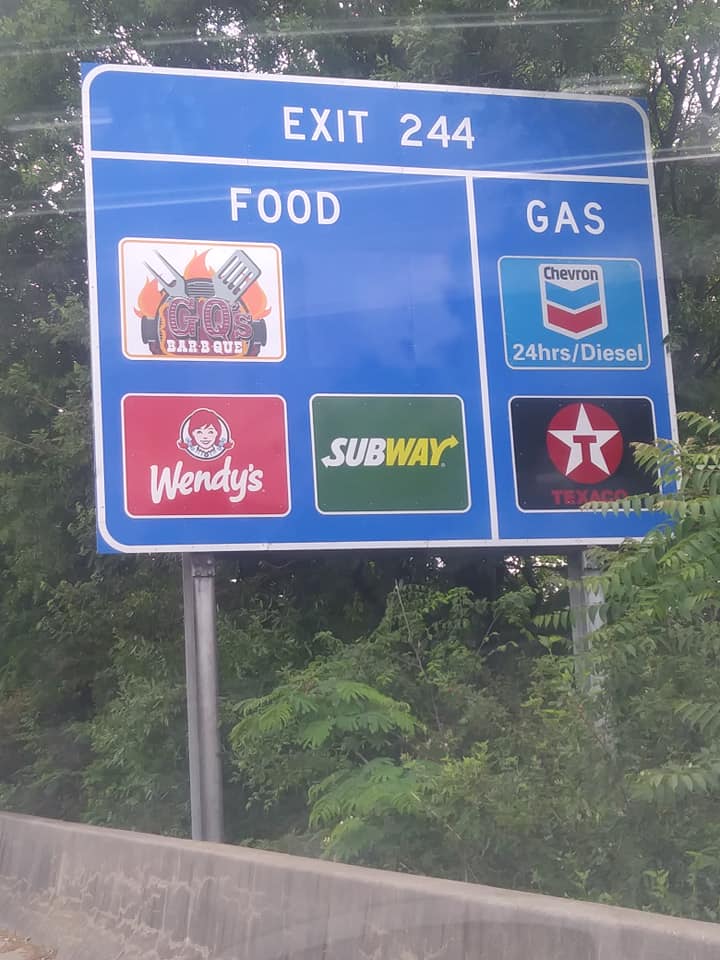 EXIT 244
FOOD
GAS
GQ's
BAR-B-QUE
Chevron
24hrs/Diesel
Wendy's
SUBWAY
T
TEXACO